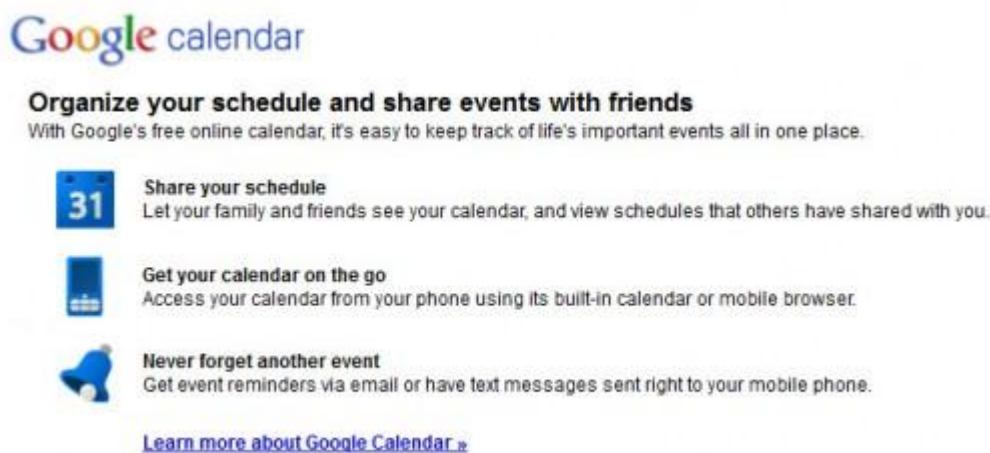 Google calendar
Organize your schedule and share events with friends
With Google's free online calendar, it's easy to keep track of life's important events all in one place.
31
Share your schedule
Let your family and friends see your calendar, and view schedules that others have shared with you.
Get your calendar on the go
Access your calendar from your phone using its built-in calendar or mobile browser.
Never forget another event
Get event reminders via email or have text messages sent right to your mobile phone.
Learn more about Google Calendar »